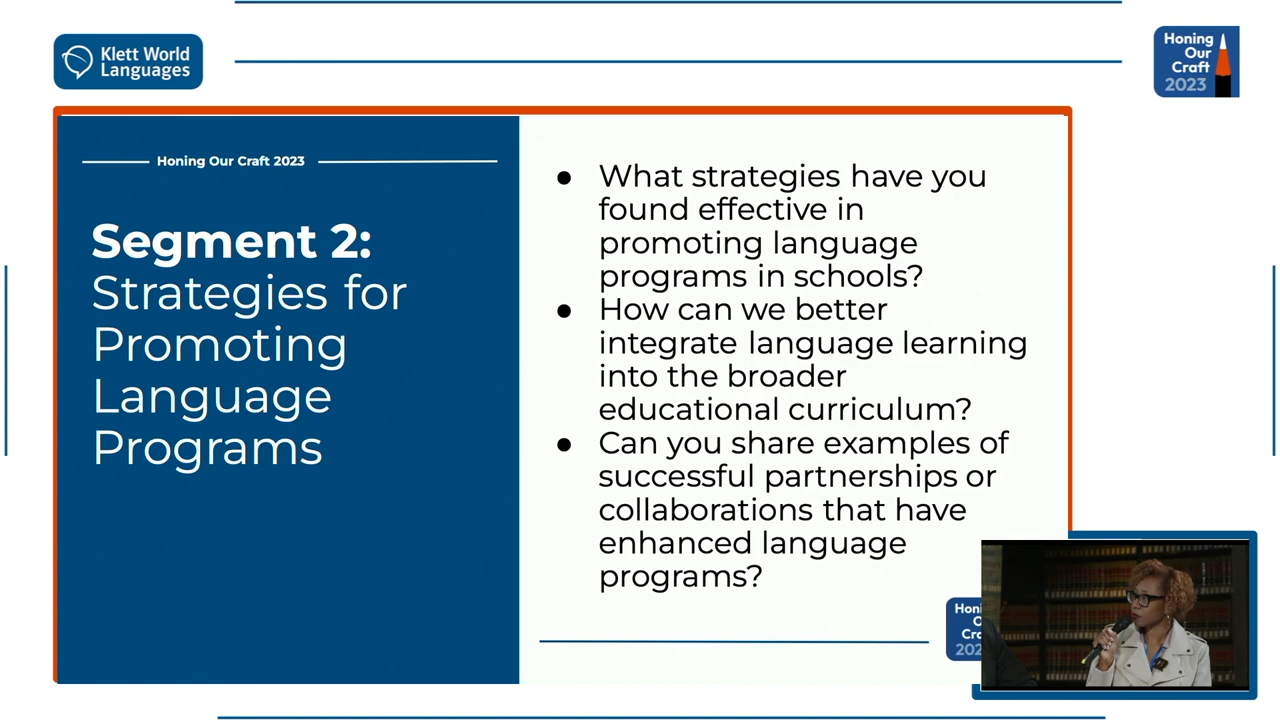 Klett World
Languages
Honing
Our
Craft
2023
Honing Our Craft 2023
Segment 2:
Strategies for
Promoting
Language
Programs
● What strategies have you
found effective in
promoting language
programs in schools?
● How can we better
integrate language learning
into the broader
educational curriculum?
● Can you share examples of
successful partnerships or
collaborations that have
enhanced language
programs?